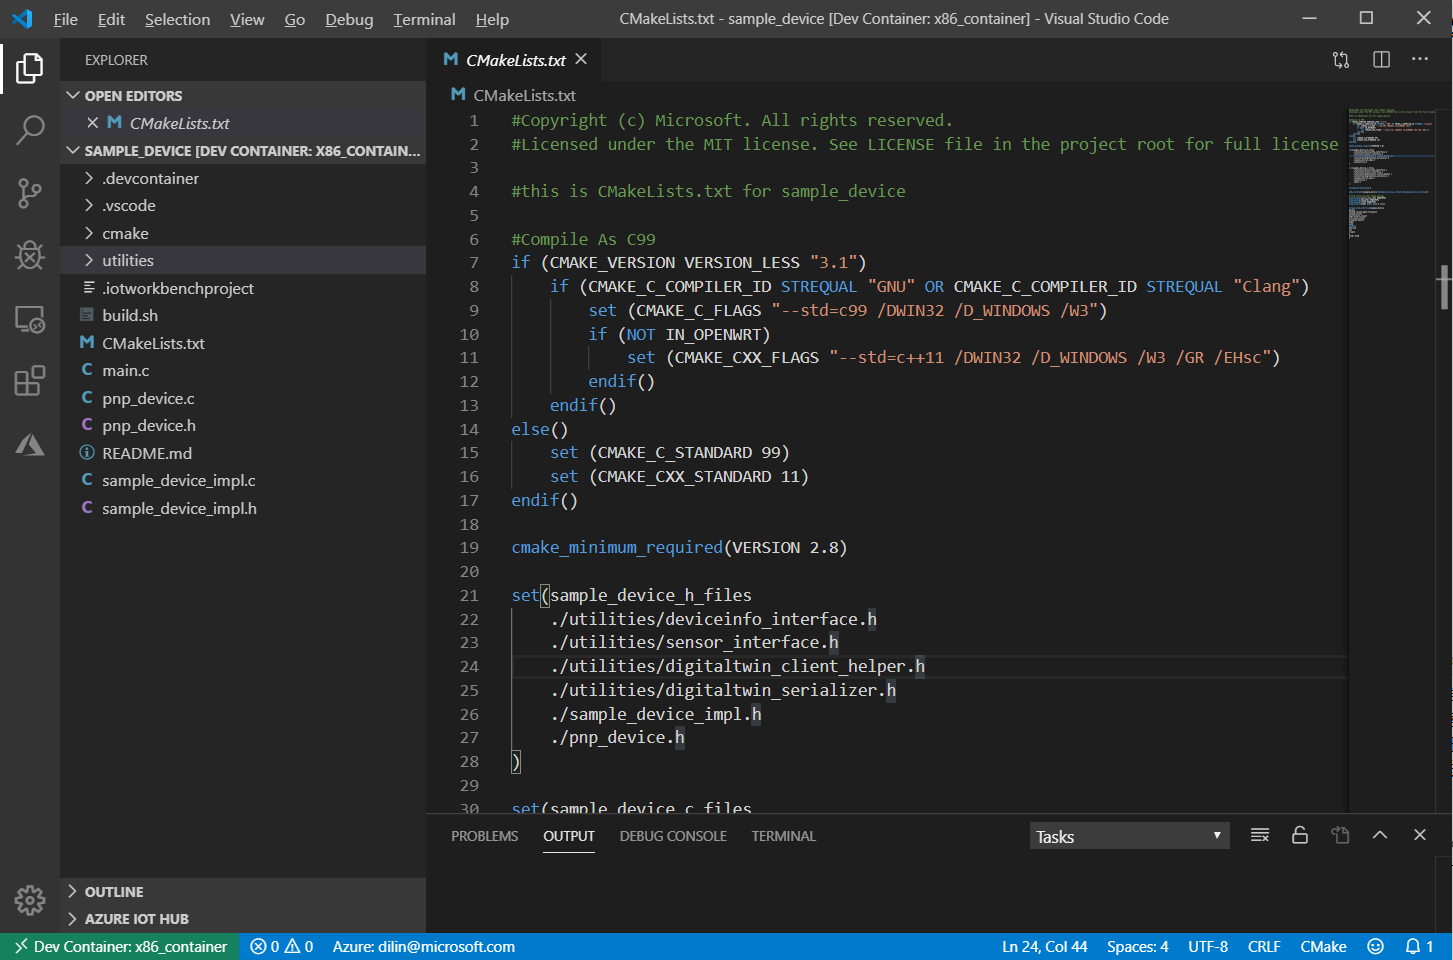 File Edit Selection View Go Debug Terminal Help
CMakeLists.txt - sample_device [Dev Container: x86_container] - Visual Studio Code
EXPLORER
OPEN EDITORS
CMakeLists.txt
SAMPLE_DEVICE [DEV CONTAINER: X86_CONTAIN...
.devcontainer
.vscode
cmake
utilities
.iotworkbenchproject
build.sh
CMakeLists.txt
main.c
pnp_device.c
pnp_device.h
README.md
sample_device_impl.c
sample_device_impl.h
OUTLINE
AZURE IOT HUB
CMakeLists.txt
CMakeLists.txt
1 #Copyright (c) Microsoft. All rights reserved.
2 #Licensed under the MIT license. See LICENSE file in the project root for full license
3
4 #this is CMakeLists.txt for sample_device
5
6 #Compile As C99
7 if (CMAKE_VERSION VERSION_LESS "3.1")
8 if (CMAKE_C_COMPILER_ID STREQUAL "GNU" OR CMAKE_C_COMPILER_ID STREQUAL "Clang")
9 set (CMAKE_C_FLAGS "--std=c99 /DWIN32 /D_WINDOWS /W3")
10 if (NOT IN_OPENWRT)
11 set (CMAKE_CXX_FLAGS "--std=c++11 /DWIN32 /D_WINDOWS /W3 /GR /EHsc")
12 endif()
13 endif()
14 else()
15 set (CMAKE_C_STANDARD 99)
16 set (CMAKE_CXX_STANDARD 11)
17 endif()
18
19 cmake_minimum_required(VERSION 2.8)
20
21 set(sample_device_h_files
22 ./utilities/deviceinfo_interface.h
23 ./utilities/sensor_interface.h
24 ./utilities/digitaltwin_client_helper.h
25 ./utilities/digitaltwin_serializer.h
26 ./sample_device_impl.h
27 ./pnp_device.h
28 )
29
30 set(sample_device_c_files
PROBLEMS OUTPUT DEBUG CONSOLE TERMINAL
Tasks
Dev Container: x86_container 0 0 Azure: dilin@microsoft.com
Ln 24, Col 44 Spaces: 4 UTF-8 CRLF CMake 1